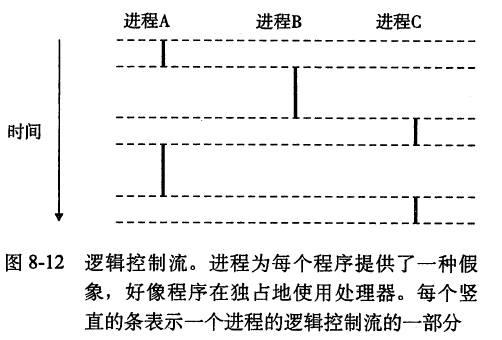 进程A 进程B 进程C
时间
图 8-12 逻辑控制流。进程为每个程序提供了一种假
象，好像程序在独占地使用处理器。每个竖
直的条表示一个进程的逻辑控制流的一部分